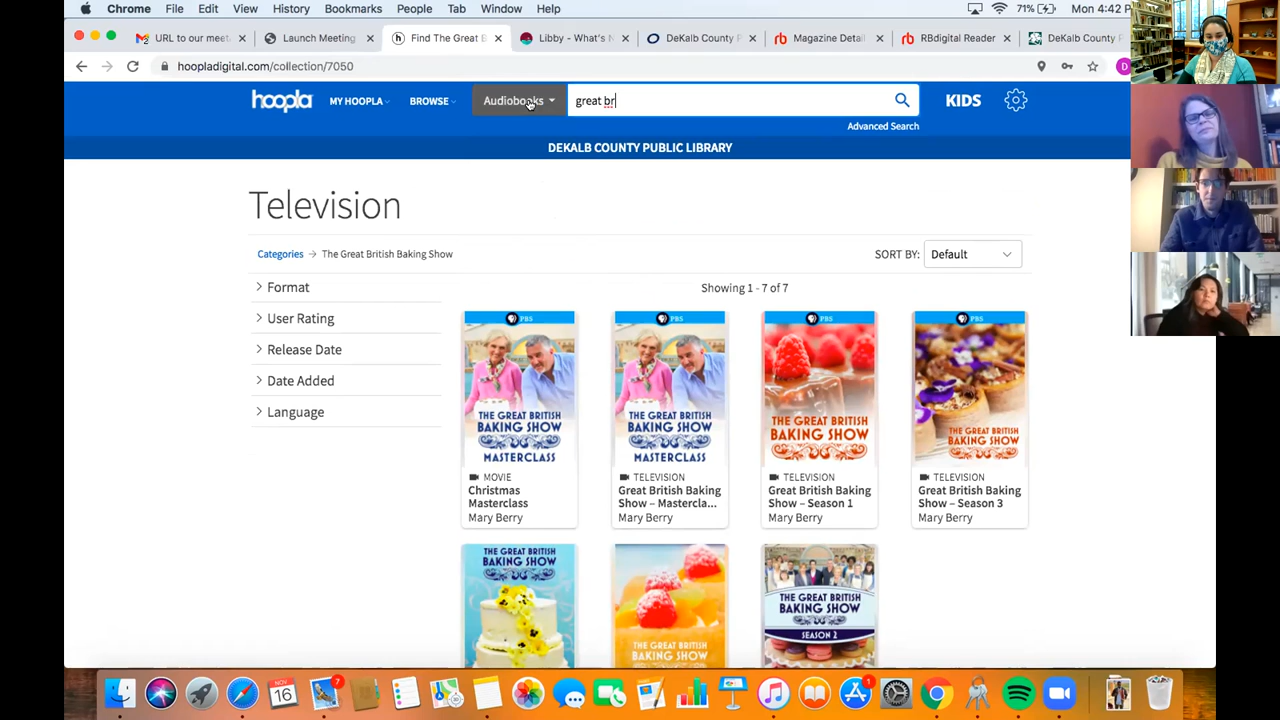 Chrome File Edit View History Bookmarks People Tab Window Help
71% Mon 4:42 P
URL to our meet
Launch Meeting
Find The Great B
Libby - What's N
DeKalb County P
Magazine Detai
RBdigital Reader
DeKalb County P
hoopladigital.com/collection/7050
D
hoopla MY HOOPLA BROWSE Audiobooks great br KIDS
Advanced Search
DEKALB COUNTY PUBLIC LIBRARY
Television
Categories → The Great British Baking Show
SORT BY: Default
Format
User Rating
Release Date
Date Added
Language
Showing 1 - 7 of 7
PBS
THE GREAT BRITISH
BAKING SHOW
MASTERCLASS
MOVIE
Christmas
Masterclass
Mary Berry
PBS
THE GREAT BRITISH
BAKING SHOW
MASTERCLASS
TELEVISION
Great British Baking
Show – Mastercla...
Mary Berry
PBS
THE GREAT BRITISH
BAKING SHOW
TELEVISION
Great British Baking
Show – Season 1
Mary Berry
PBS
THE GREAT BRITISH
BAKING SHOW
TELEVISION
Great British Baking
Show – Season 3
Mary Berry
THE GREAT BRITISH
BAKING SHOW
THE GREAT BRITISH
THE GREAT BRITISH
BAKING SHOW
SEASON 2
NOV
16
7
1